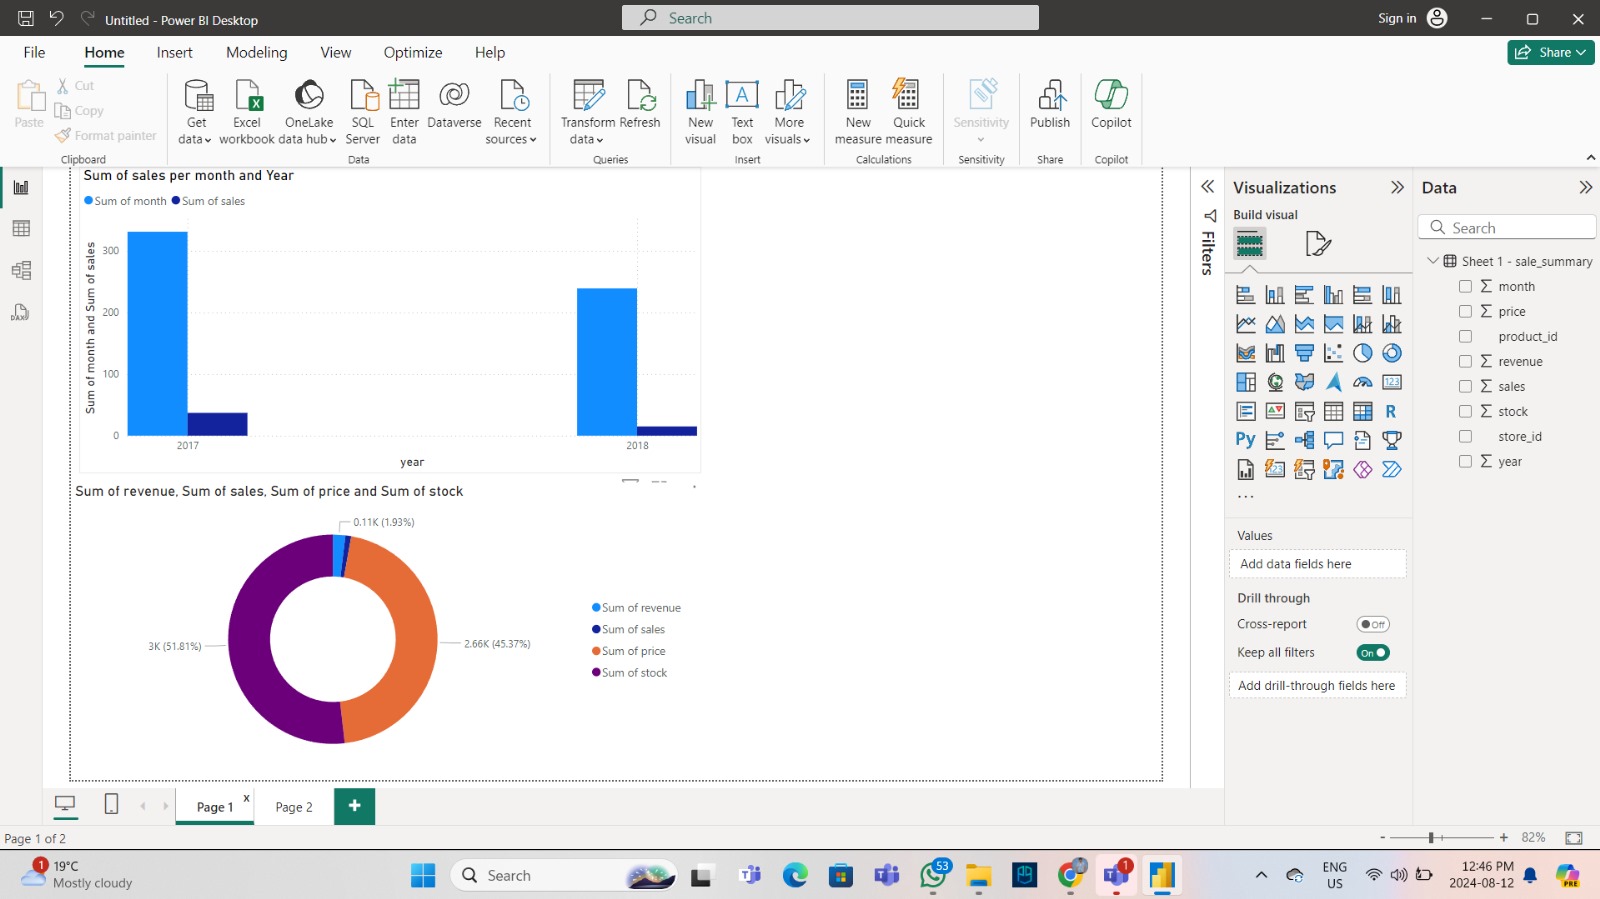 Untitled - Power BI Desktop
Search
Sign in
File Home Insert Modeling View Optimize Help
Share
Paste
Cut
Copy
Format painter
Clipboard
Get data
Excel workbook
OneLake data hub
SQL Server
Enter data
Dataverse
Recent sources
Data
Transform data
Refresh
Queries
New visual
Text box
More visuals
Insert
New measure
Quick measure
Calculations
Sensitivity
Sensitivity
Publish
Share
Copilot
Copilot
Sum of sales per month and Year
Sum of month Sum of sales
Sum of month and Sum of sales
300
200
100
0
2017 2018
year
Sum of revenue, Sum of sales, Sum of price and Sum of stock
0.11K (1.93%)
3K (51.81%)
2.66K (45.37%)
Sum of revenue
Sum of sales
Sum of price
Sum of stock
Filters
Visualizations
Build visual
123
R
Py
123
...
Values
Add data fields here
Drill through
Cross-report
Off
Keep all filters
On
Add drill-through fields here
Data
Search
Sheet 1 - sale_summary
month
price
product_id
revenue
sales
stock
store_id
year
Page 1 x
Page 2
+
Page 1 of 2
- + 82%
1
19°C
Mostly cloudy
Search
53
1
ENG
US
12:46 PM
2024-08-12
PRE